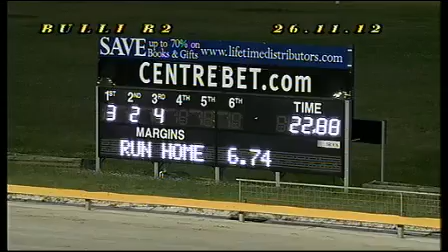 BULLI R2 26.11.12
SAVE up to 70% on Books & Gifts www.lifetimedistributors.com
CENTREBET.com
1ST 2ND 3RD 4TH 5TH 6TH TIME
3 2 4 22.88
MARGINS
RUN HOME 6.74